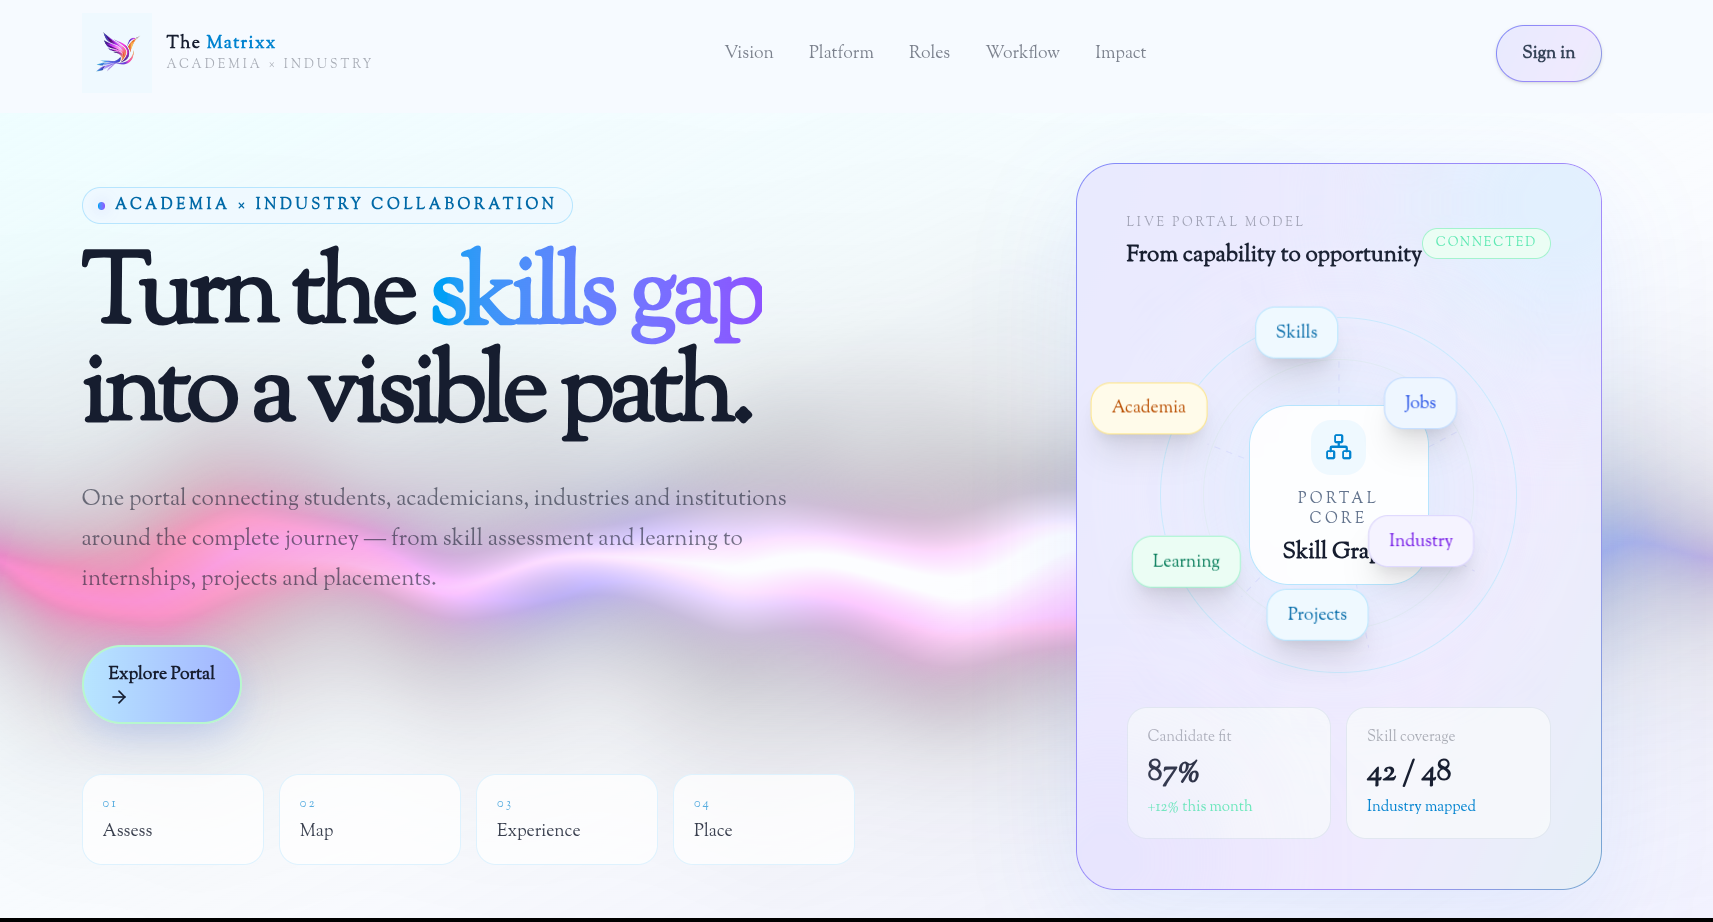 The Matrixx
ACADEMIA × INDUSTRY
Vision
Platform
Roles
Workflow
Impact
Sign in
ACADEMIA × INDUSTRY COLLABORATION
Turn the skills gap
into a visible path.
One portal connecting students, academicians, industries and institutions
around the complete journey — from skill assessment and learning to
internships, projects and placements.
Explore Portal
→
01
Assess
02
Map
03
Experience
04
Place
LIVE PORTAL MODEL
From capability to opportunity
CONNECTED
Skills
Academia
Jobs
PORTAL
CORE
Skill Gra
Industry
Learning
Projects
Candidate fit
87%
+12% this month
Skill coverage
42 / 48
Industry mapped